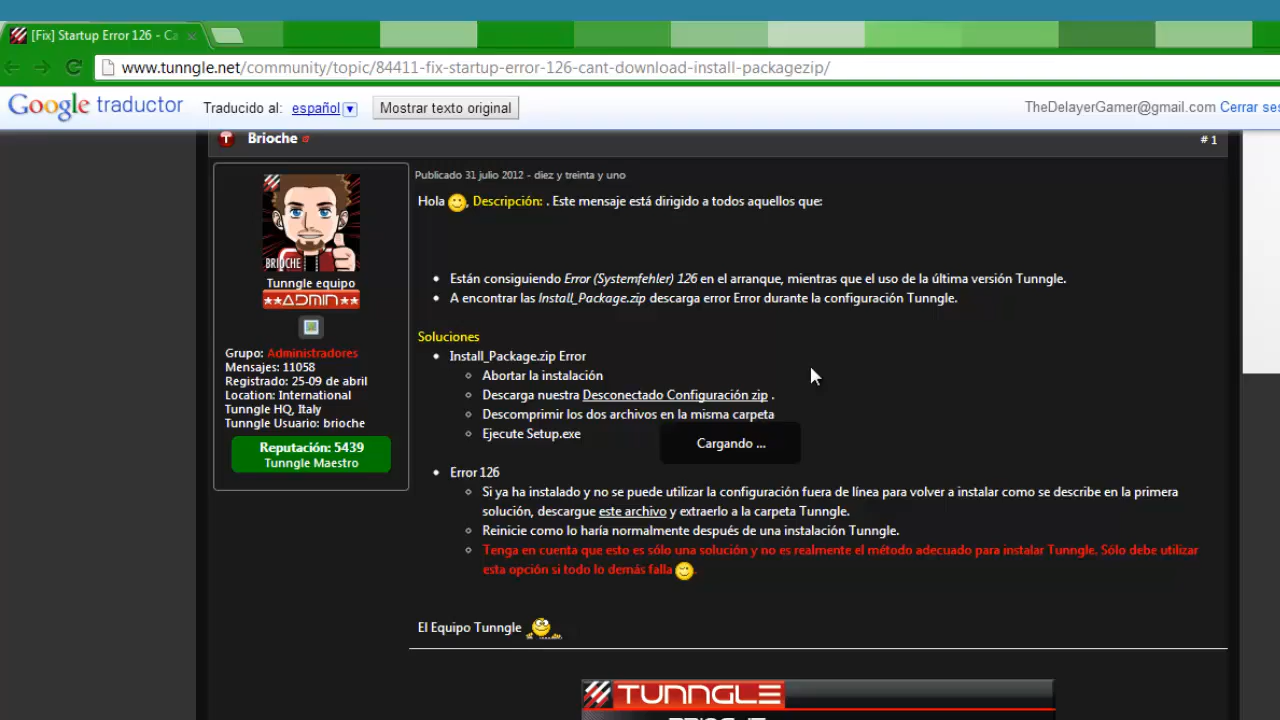 [Fix] Startup Error 126 - Ca
www.tunngle.net/community/topic/84411-fix-startup-error-126-cant-download-install-packagezip/
Google traductor Traducido al: español Mostrar texto original TheDelayerGamer@gmail.com Cerrar ses
T Brioche # 1
BRIOCHE
Tunngle equipo
★★ADMIN★★
Grupo: Administradores
Mensajes: 11058
Registrado: 25-09 de abril
Location: International
Tunngle HQ, Italy
Tunngle Usuario: brioche
Reputación: 5439
Tunngle Maestro
Publicado 31 julio 2012 - diez y treinta y uno
Hola , Descripción: . Este mensaje está dirigido a todos aquellos que:
• Están consiguiendo Error (Systemfehler) 126 en el arranque, mientras que el uso de la última versión Tunngle.
• A encontrar las Install_Package.zip descarga error Error durante la configuración Tunngle.
Soluciones
• Install_Package.zip Error
○ Abortar la instalación
○ Descarga nuestra Desconectado Configuración zip .
○ Descomprimir los dos archivos en la misma carpeta
○ Ejecute Setup.exe
Cargando ...
• Error 126
○ Si ya ha instalado y no se puede utilizar la configuración fuera de línea para volver a instalar como se describe en la primera
solución, descargue este archivo y extraerlo a la carpeta Tunngle.
○ Reinicie como lo haría normalmente después de una instalación Tunngle.
○ Tenga en cuenta que esto es sólo una solución y no es realmente el método adecuado para instalar Tunngle. Sólo debe utilizar
esta opción si todo lo demás falla .
El Equipo Tunngle
TUNNGLE